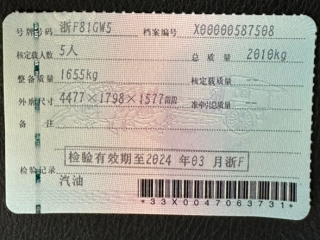 号牌号码 浙F81GW5 档案编号 X00000587508
核定载人数 5人 总质量 2010kg
整备质量 1655kg 核定载质量 --
外廓尺寸 4477×1798×1577mm 准牵引总质量 --
备注
检验有效期至2024年03月浙F
检验记录
汽油
*33X0047063731*